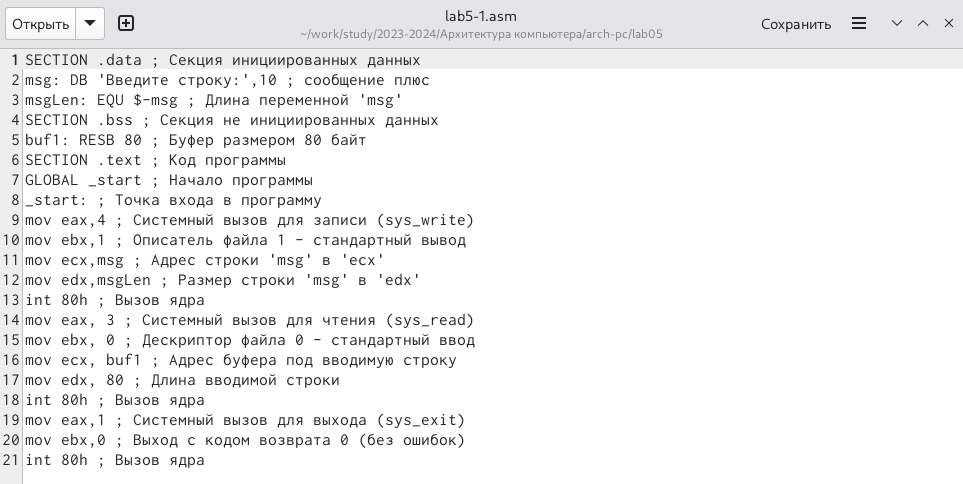 Открыть
lab5-1.asm
~/work/study/2023-2024/Архитектура компьютера/arch-pc/lab05
Сохранить
1 SECTION .data ; Секция инициированных данных
2 msg: DB 'Введите строку:',10 ; сообщение плюс
3 msgLen: EQU $-msg ; Длина переменной 'msg'
4 SECTION .bss ; Секция не инициированных данных
5 buf1: RESB 80 ; Буфер размером 80 байт
6 SECTION .text ; Код программы
7 GLOBAL _start ; Начало программы
8 _start: ; Точка входа в программу
9 mov eax,4 ; Системный вызов для записи (sys_write)
10 mov ebx,1 ; Описатель файла 1 - стандартный вывод
11 mov ecx,msg ; Адрес строки 'msg' в 'ecx'
12 mov edx,msgLen ; Размер строки 'msg' в 'edx'
13 int 80h ; Вызов ядра
14 mov eax, 3 ; Системный вызов для чтения (sys_read)
15 mov ebx, 0 ; Дескриптор файла 0 - стандартный ввод
16 mov ecx, buf1 ; Адрес буфера под вводимую строку
17 mov edx, 80 ; Длина вводимой строки
18 int 80h ; Вызов ядра
19 mov eax,1 ; Системный вызов для выхода (sys_exit)
20 mov ebx,0 ; Выход с кодом возврата 0 (без ошибок)
21 int 80h ; Вызов ядра